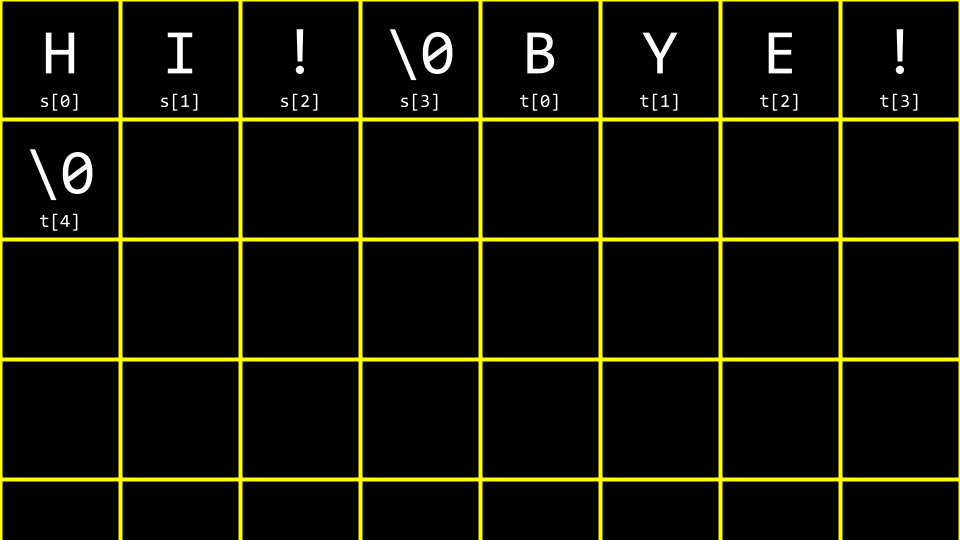 H I ! \0 B Y E !
s[0] s[1] s[2] s[3] t[0] t[1] t[2] t[3]
\0
t[4]